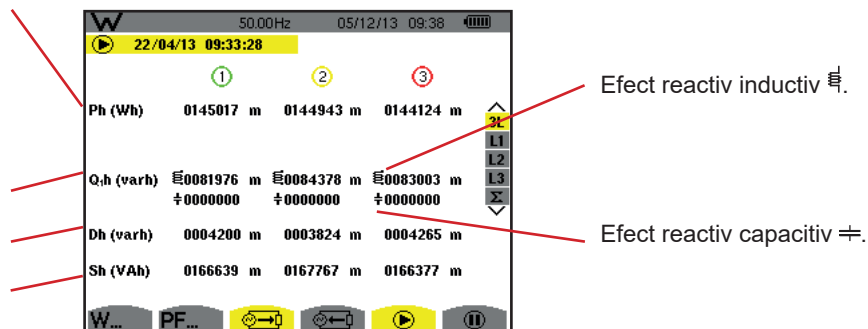 W 50.00Hz 05/12/13 09:38
22/04/13 09:33:28
1 2 3
Ph (Wh) 0145017 m 0144943 m 0144124 m
3L
L1
L2
Q₁h (varh) 0081976 m 0084378 m 0083003 m
L3
0000000 0000000 0000000
Σ
Dh (varh) 0004200 m 0003824 m 0004265 m
Sh (VAh) 0166639 m 0167767 m 0166377 m
W... PF...
Efect reactiv inductiv .
Efect reactiv capacitiv .